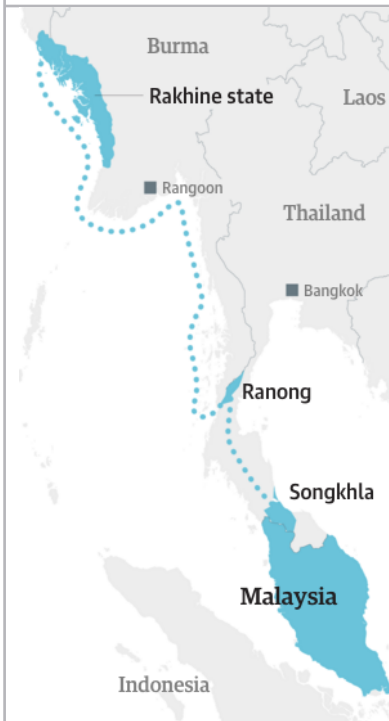 Burma
Rakhine state
Laos
Rangoon
Thailand
Bangkok
Ranong
Songkhla
Malaysia
Indonesia